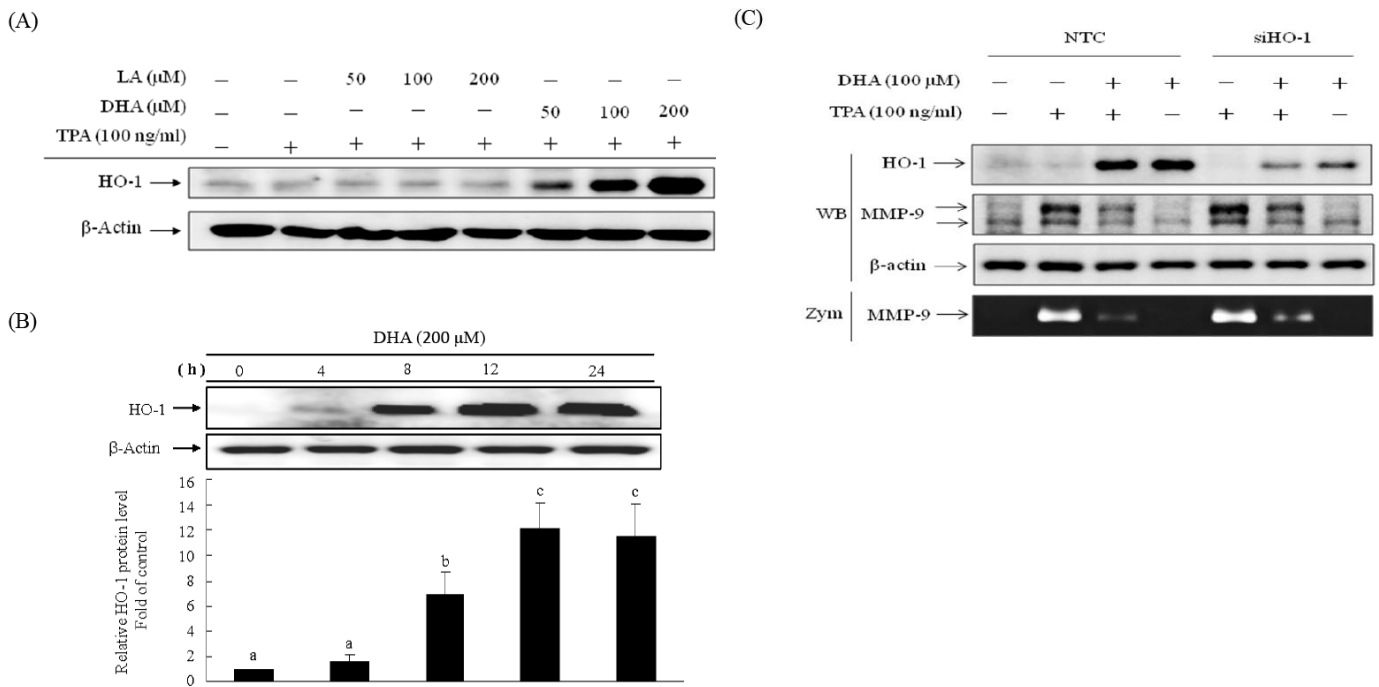 (A)
LA (μM) – – 50 100 200 – – –
DHA (μM) – – – – – 50 100 200
TPA (100 ng/ml) – + + + + + + +
HO-1
β-Actin
(B)
DHA (200 μM)
(h) 0 4 8 12 24
HO-1
β-Actin
Relative HO-1 protein level
Fold of control
16
14
12
10
8
6
4
2
0
a a b c c
(C)
NTC siHO-1
DHA (100 μM) – – + + – + +
TPA (100 ng/ml) – + + – + + –
HO-1
WB MMP-9
β-actin
Zym MMP-9